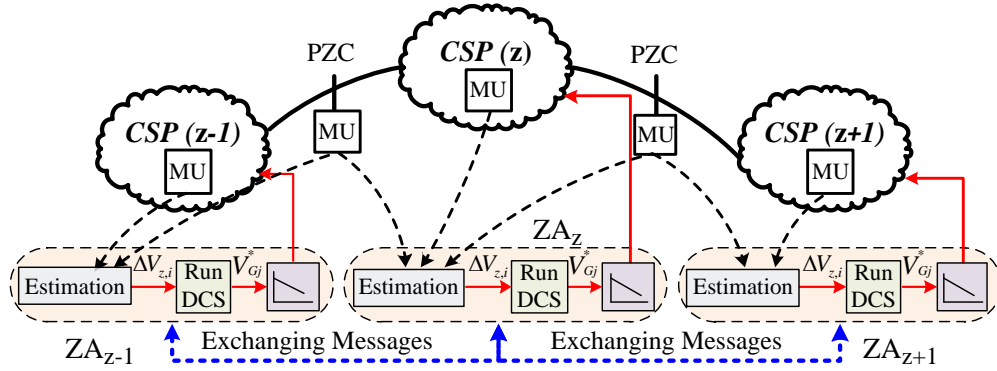 PZC
CSP (z)
PZC
MU
CSP (z-1)
MU
MU
CSP (z+1)
MU
MU
ZA_z
ΔV_{z,i} V*_{Gj}
Estimation
Run
DCS
ΔV_{z,i} V*_{Gj}
Estimation
Run
DCS
ΔV_{z,i} V*_{Gj}
Estimation
Run
DCS
Exchanging Messages
Exchanging Messages
ZA_{z-1}
ZA_{z+1}